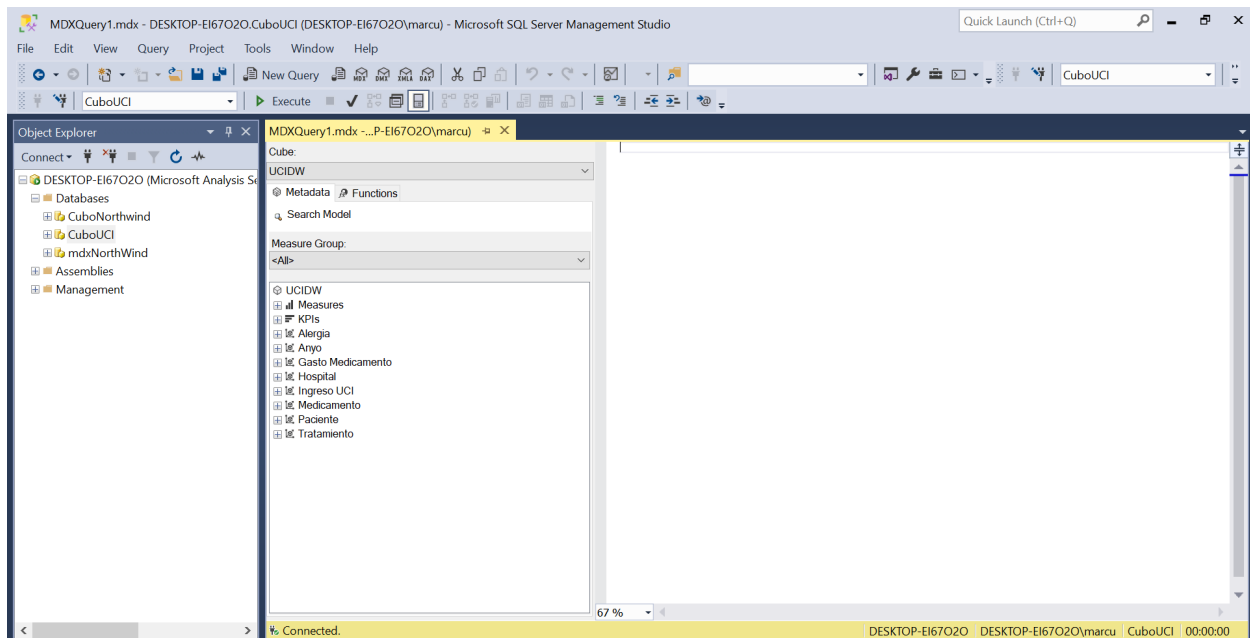 MDXQuery1.mdx - DESKTOP-EI67O2O.CuboUCI (DESKTOP-EI67O2O\marcu) - Microsoft SQL Server Management Studio
Quick Launch (Ctrl+Q)
File Edit View Query Project Tools Window Help
New Query MDX DMX XMLA DAX
CuboUCI
CuboUCI
Execute
Object Explorer
Connect
DESKTOP-EI67O2O (Microsoft Analysis Se
Databases
CuboNorthwind
CuboUCI
mdxNorthWind
Assemblies
Management
MDXQuery1.mdx -...P-EI67O2O\marcu)
Cube:
UCIDW
Metadata Functions
Search Model
Measure Group:
<All>
UCIDW
Measures
KPIs
Alergia
Anyo
Gasto Medicamento
Hospital
Ingreso UCI
Medicamento
Paciente
Tratamiento
67 %
Connected.
DESKTOP-EI67O2O DESKTOP-EI67O2O\marcu CuboUCI 00:00:00